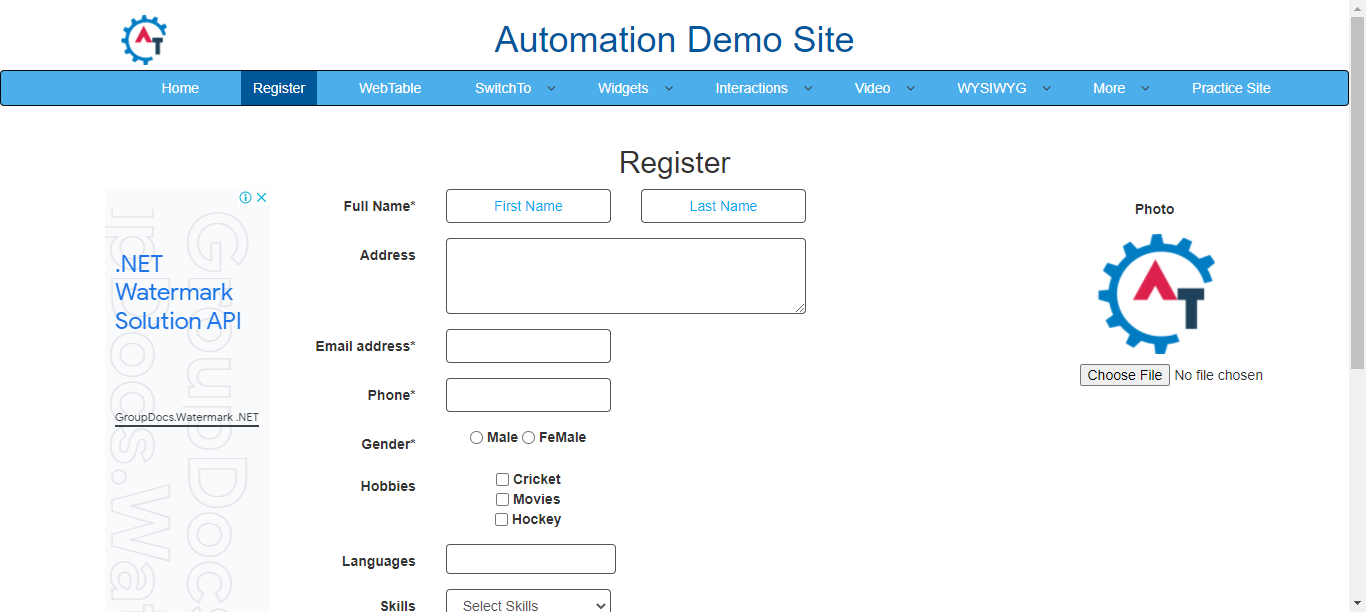 AT
Automation Demo Site
Home Register WebTable SwitchTo Widgets Interactions Video WYSIWYG More Practice Site
Register
Full Name* First Name Last Name
Photo
Address
AT
.NET
Watermark
Solution API
Email address*
Choose File No file chosen
Phone*
GroupDocs.Watermark .NET
Gender* Male FeMale
Hobbies Cricket
Movies
Hockey
Languages
Skills Select Skills